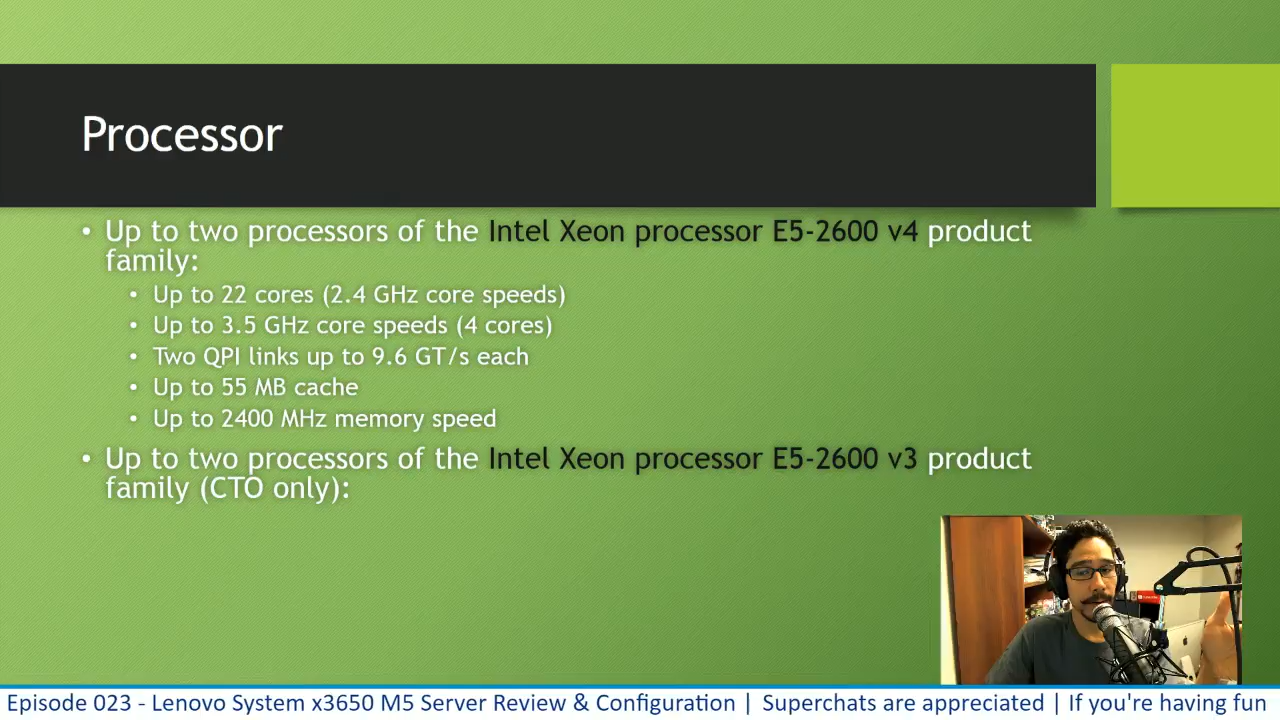 Processor
• Up to two processors of the Intel Xeon processor E5-2600 v4 product
family:
• Up to 22 cores (2.4 GHz core speeds)
• Up to 3.5 GHz core speeds (4 cores)
• Two QPI links up to 9.6 GT/s each
• Up to 55 MB cache
• Up to 2400 MHz memory speed
• Up to two processors of the Intel Xeon processor E5-2600 v3 product
family (CTO only):
Episode 023 - Lenovo System x3650 M5 Server Review & Configuration | Superchats are appreciated | If you're having fun